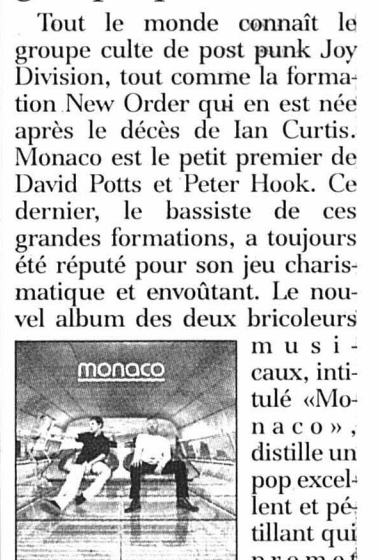 Tout le monde connaît le
groupe culte de post punk Joy
Division, tout comme la forma-
tion New Order qui en est née
après le décès de Ian Curtis.
Monaco est le petit premier de
David Potts et Peter Hook. Ce
dernier, le bassiste de ces
grandes formations, a toujours
été réputé pour son jeu charis-
matique et envoûtant. Le nou-
vel album des deux bricoleurs
musi-
caux, inti-
tulé «Mo-
naco»,
distille un
pop excel-
lent et pé-
tillant qui
monaco